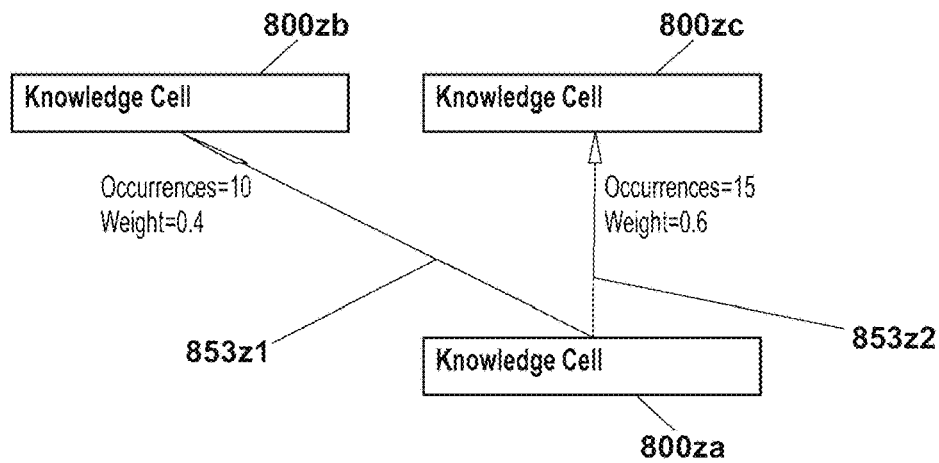 800zb
800zc
Knowledge Cell
Knowledge Cell
Occurrences=10
Weight=0.4
Occurrences=15
Weight=0.6
853z1
853z2
Knowledge Cell
800za